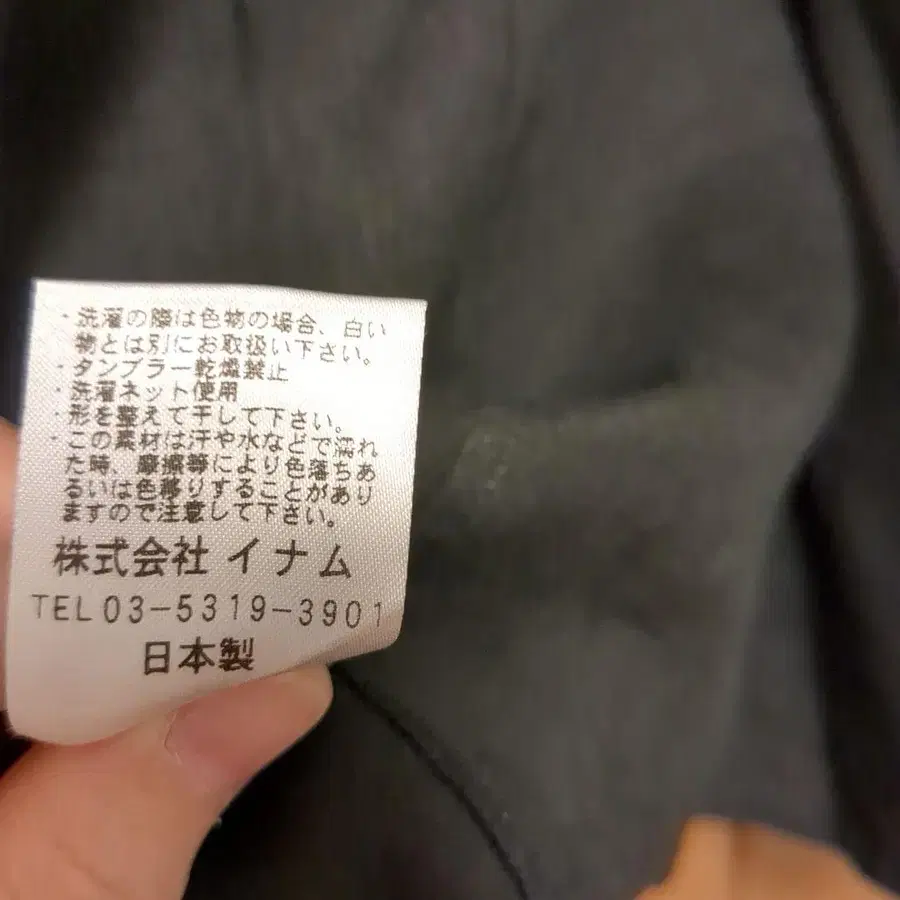 ・洗濯の際は色物の場合、白い
物とは別にお取扱い下さい。
・タンブラー乾燥禁止
・洗濯ネット使用
・形を整えて干して下さい。
・この素材は汗や水などで濡れ
た時、摩擦等により色落ちあ
るいは色移りすることがあり
ますので注意して下さい。
株式会社 イナム
TEL 03-5319-3901
日本製